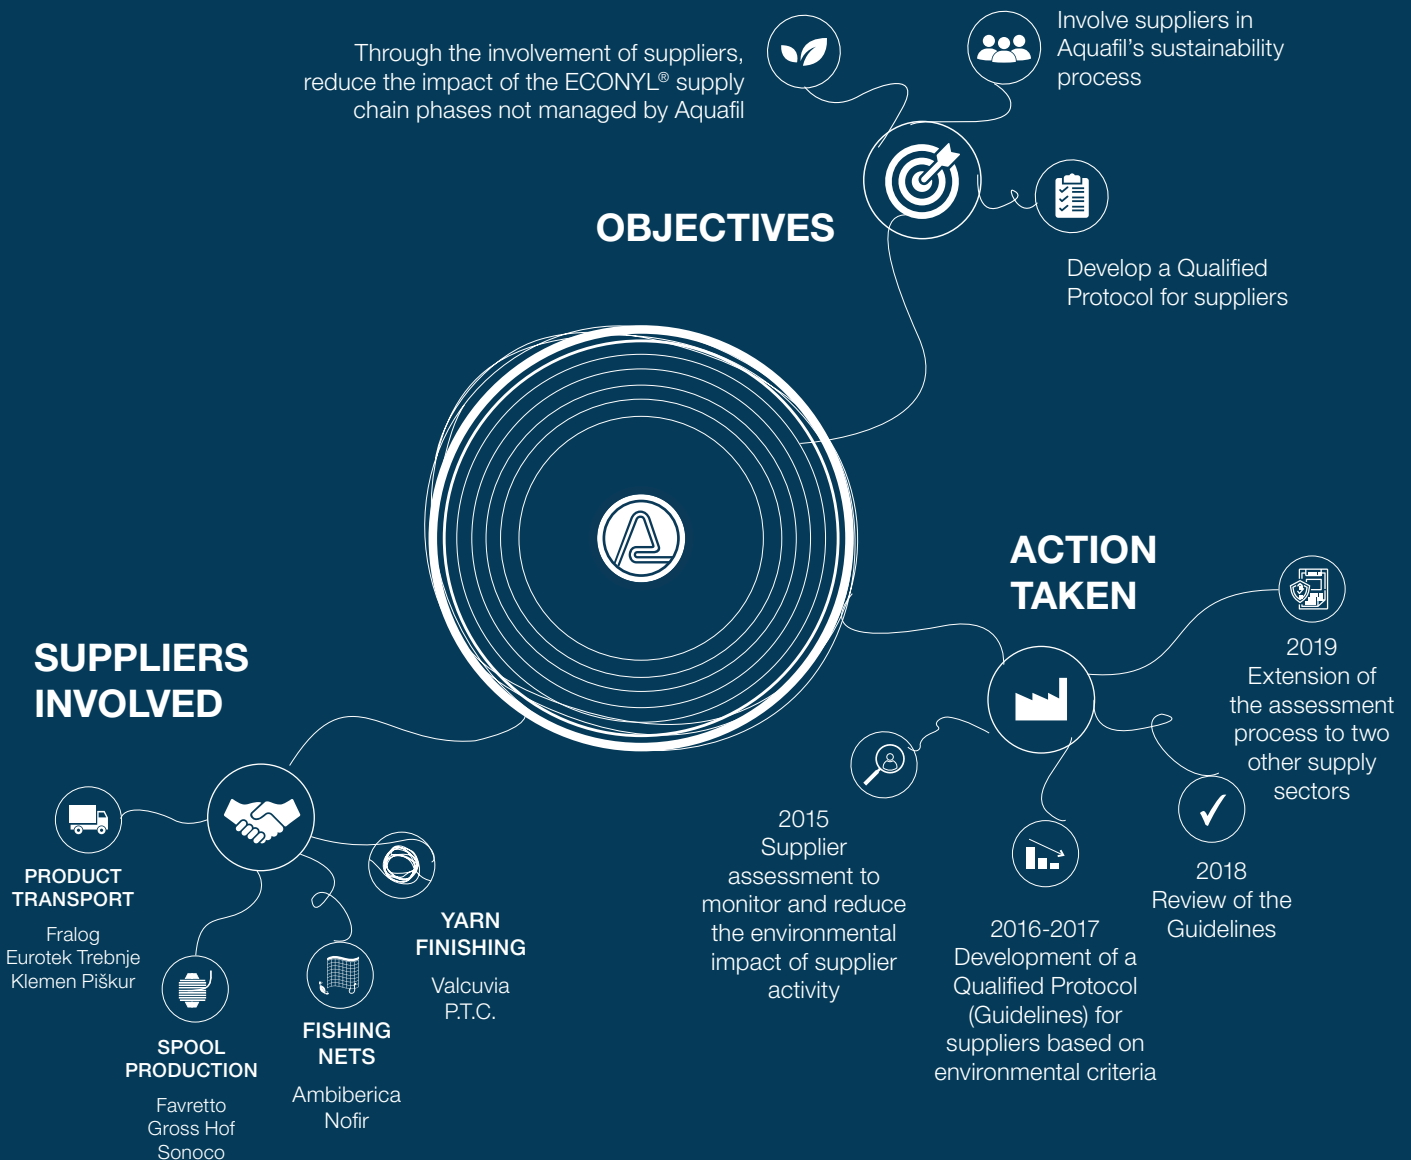 Through the involvement of suppliers,
reduce the impact of the ECONYL® supply
chain phases not managed by Aquafil
Involve suppliers in
Aquafil's sustainability
process
OBJECTIVES
Develop a Qualified
Protocol for suppliers
ACTION
TAKEN
2015
Supplier
assessment to
monitor and reduce
the environmental
impact of supplier
activity
2016-2017
Development of a
Qualified Protocol
(Guidelines) for
suppliers based on
environmental criteria
2018
Review of the
Guidelines
2019
Extension of
the assessment
process to two
other supply
sectors
SUPPLIERS
INVOLVED
PRODUCT
TRANSPORT
Fralog
Eurotek Trebnje
Klemen Piškur
SPOOL
PRODUCTION
Favretto
Gross Hof
Sonoco
FISHING
NETS
Ambiberica
Nofir
YARN
FINISHING
Valcuvia
P.T.C.